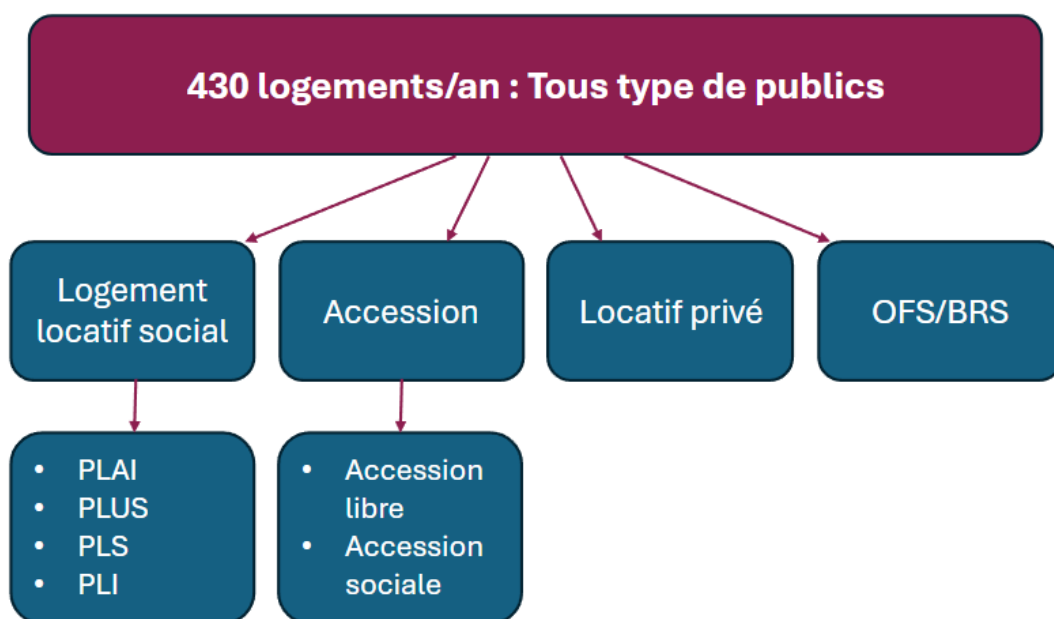 430 logements/an : Tous type de publics
Logement
locatif social
Accession
Locatif privé
OFS/BRS
• PLAI
• PLUS
• PLS
• PLI
• Accession
libre
• Accession
sociale